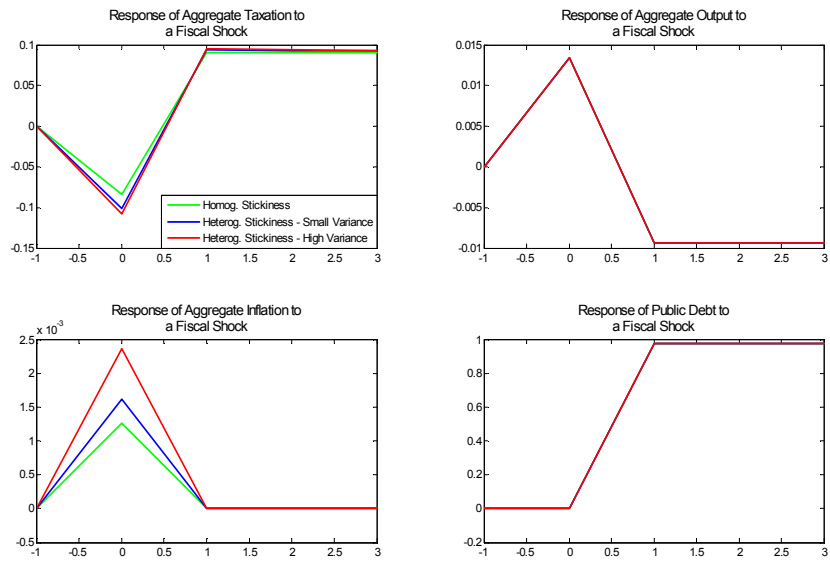 Response of Aggregate Taxation to
a Fiscal Shock
0.1
0.05
0
-0.05
-0.1
-0.15
-1 -0.5 0 0.5 1 1.5 2 2.5 3
Homog. Stickiness
Heterog. Stickiness - Small Variance
Heterog. Stickiness - High Variance
Response of Aggregate Output to
a Fiscal Shock
0.015
0.01
0.005
0
-0.005
-0.01
-1 -0.5 0 0.5 1 1.5 2 2.5 3
Response of Aggregate Inflation to
a Fiscal Shock
x 10-3
2.5
2
1.5
1
0.5
0
-0.5
-1 -0.5 0 0.5 1 1.5 2 2.5 3
Response of Public Debt to
a Fiscal Shock
1
0.8
0.6
0.4
0.2
0
-0.2
-1 -0.5 0 0.5 1 1.5 2 2.5 3